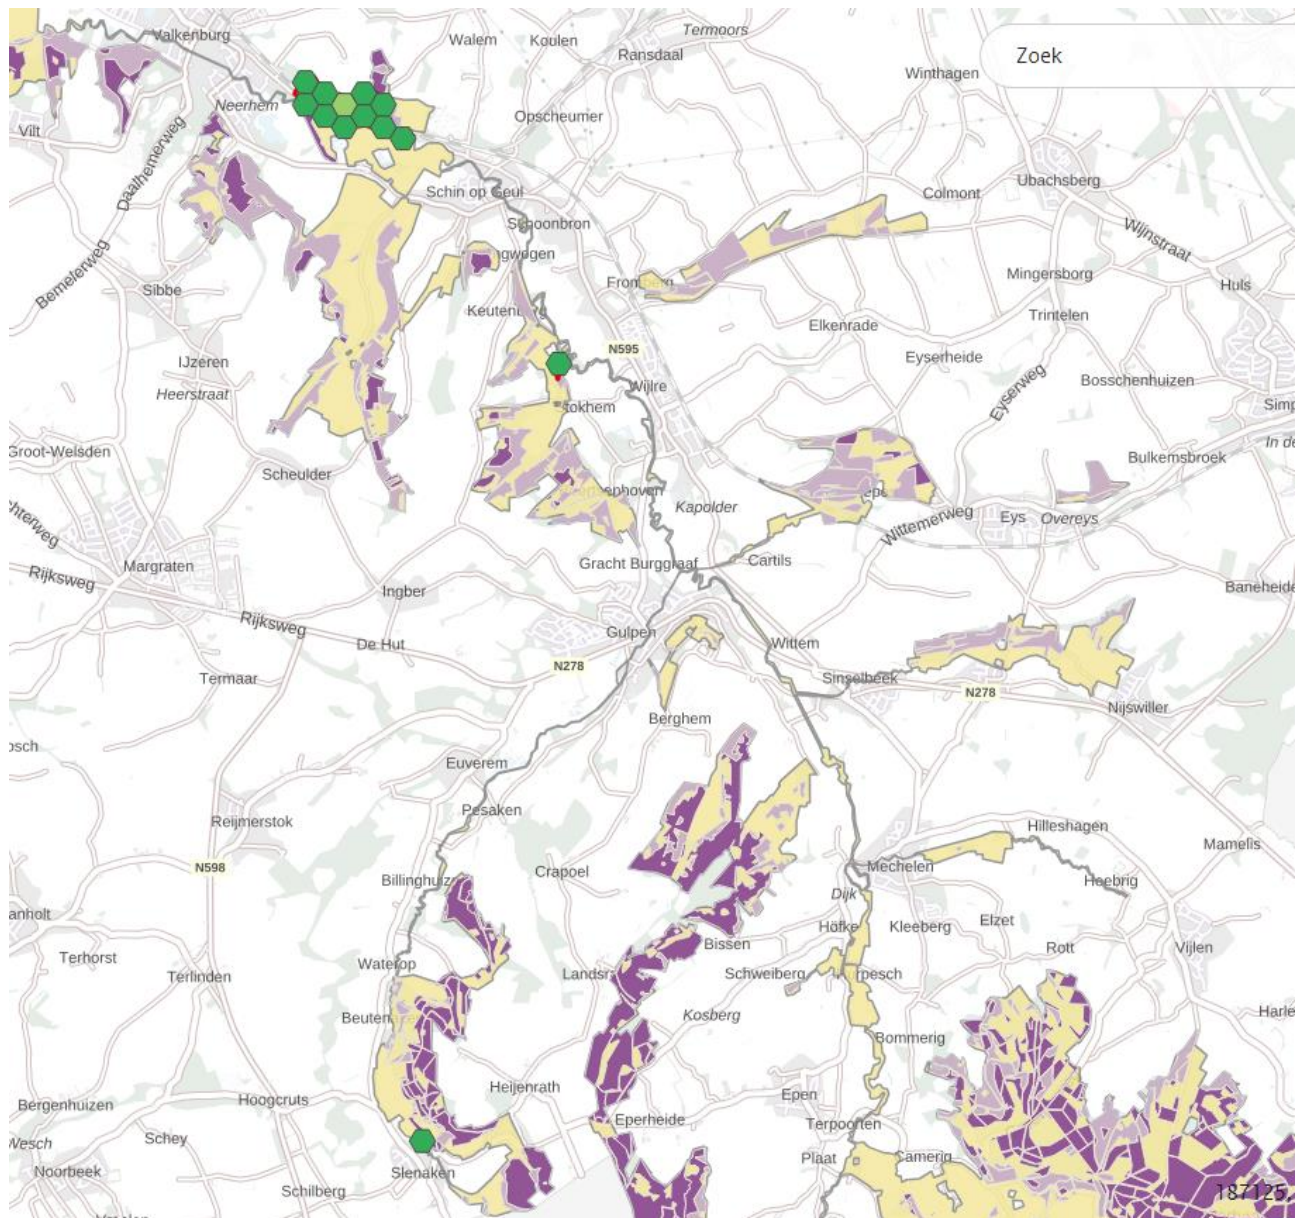 Valkenburg
Walem
Koulen
Termoors
Ransdaal
Zoek
Winthagen
Neerhem
Opscheumer
Vilt
Daalhemerweg
Schin op Geul
Colmont
Ubachsberg
Schoonbron
Wijnstraat
Bemelerweg
Sibbe
Mingersborg
Huls
Keutenberg
Trintelen
Elkenrade
N595
IJzeren
Eyserheide
Heerstraat
Wijlre
Eyserweg
Bosschenhuizen
Stokhem
Groot-Welsden
Scheulder
Bulkemsbroek
Kapolder
Wittemerweg
Eys
Overeys
Margraten
Gracht Burggraaf
Cartils
Rijksweg
Ingber
Baneheide
Rijksweg
De Hut
Gulpen
Wittem
N278
Termaar
Sinselbeek
N278
Nijswiller
Berghem
Euverem
Pesaken
Reijmerstok
Hilleshagen
Mamelis
N598
Crapoel
Mechelen
Heebrig
Dijk
Höfke
Kleeberg
Elzet
Bissen
Rott
Vijlen
Terhorst
Terlinden
Waterop
Schweiberg
Kosberg
Bommerig
Heijenrath
Epen
Bergenhuizen
Hoogcruts
Eperheide
Terpoorten
Schey
Noorbeek
Slenaken
Plaat
Camerig
Schilberg
187125,